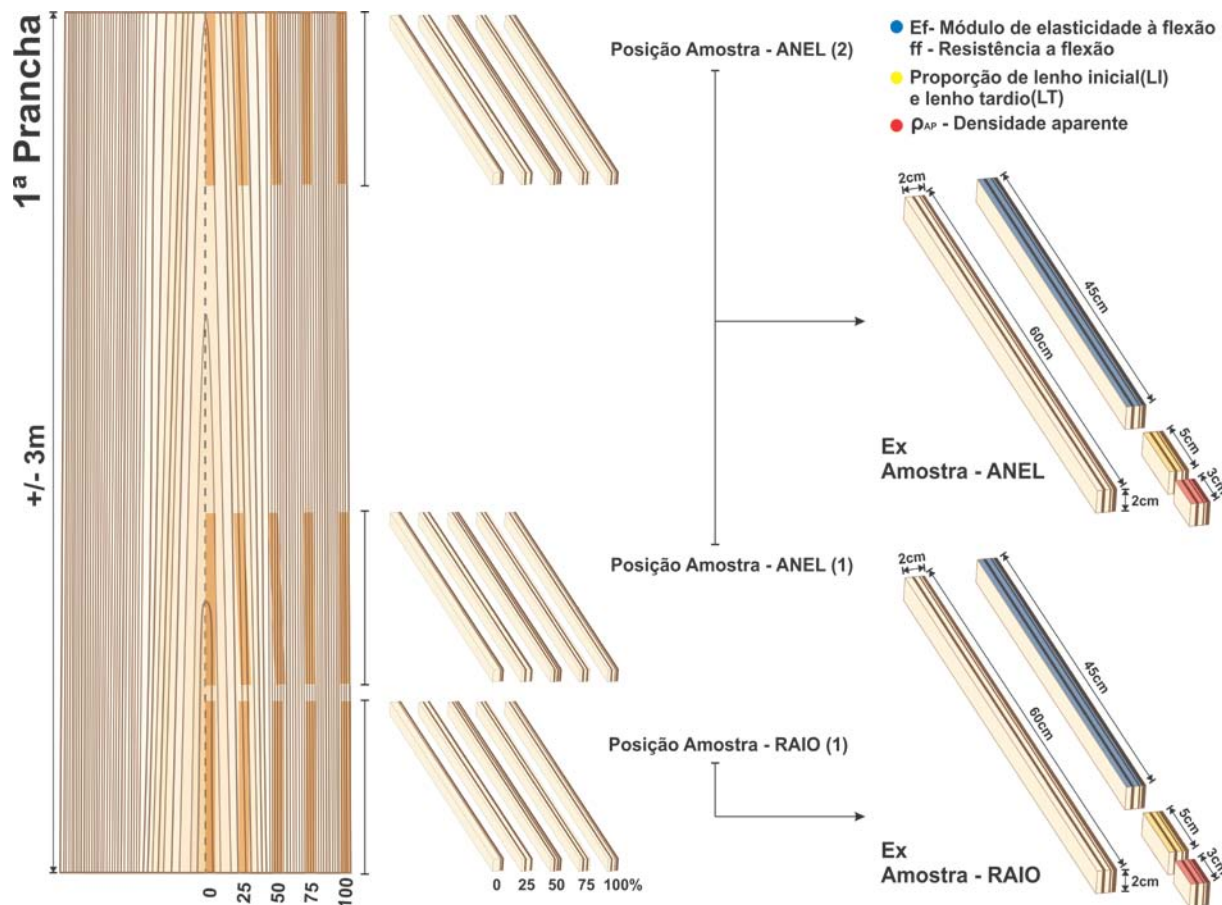 1ª Prancha
+/- 3m
0 25 50 75 100
0 25 50 75 100%
Posição Amostra - ANEL (2)
Posição Amostra - ANEL (1)
Posição Amostra - RAIO (1)
Ef- Módulo de elasticidade à flexão
ff - Resistência a flexão
Proporção de lenho inicial(LI)
e lenho tardio(LT)
ρAP - Densidade aparente
2cm
60cm
45cm
5cm
3cm
2cm
Ex
Amostra - ANEL
2cm
60cm
45cm
5cm
3cm
2cm
Ex
Amostra - RAIO